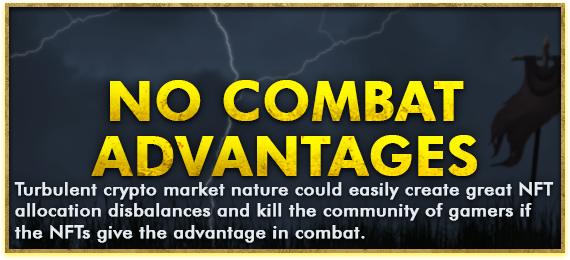 NO COMBAT
ADVANTAGES
Turbulent crypto market nature could easily create great NFT
allocation disbalances and kill the community of gamers if
the NFTs give the advantage in combat.